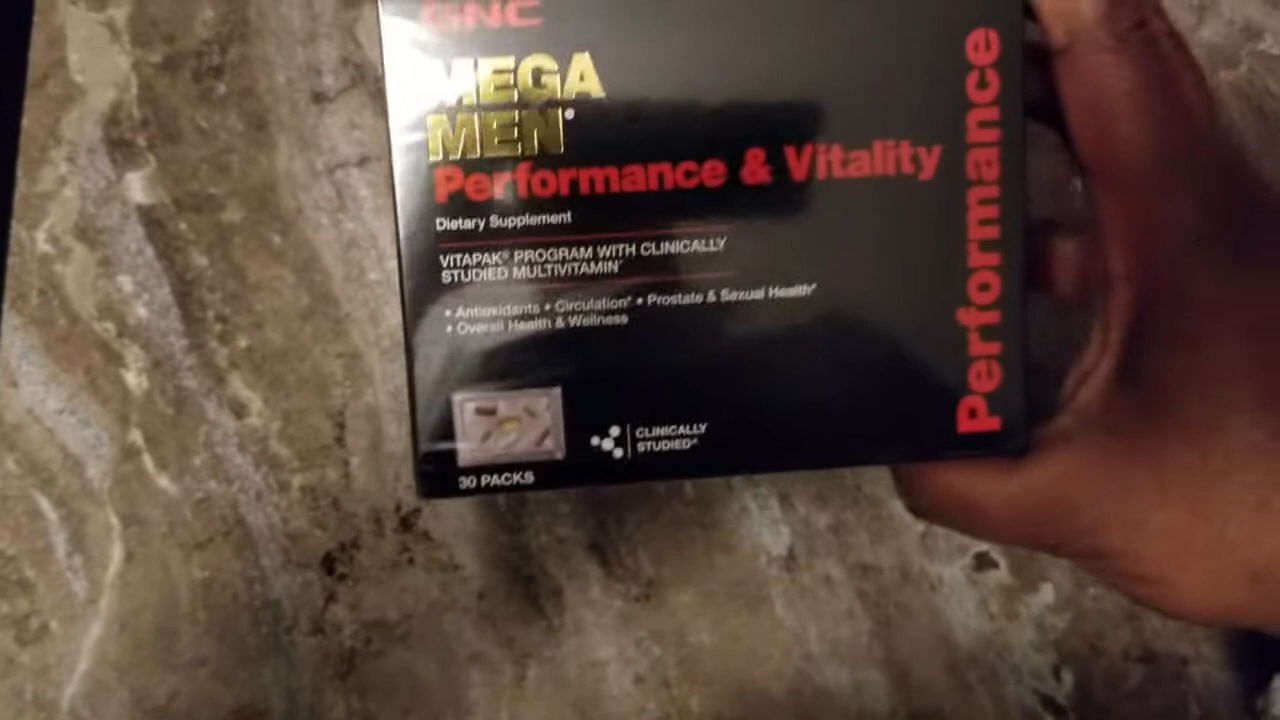 GNC
MEGA
MEN®
Performance & Vitality
Dietary Supplement
VITAPAK® PROGRAM WITH CLINICALLY
STUDIED MULTIVITAMIN^
• Antioxidants • Circulation* • Prostate & Sexual Health*
• Overall Health & Wellness
30 PACKS
CLINICALLY
STUDIED^
Performance